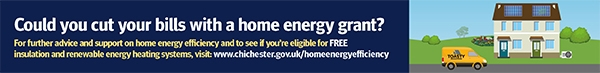 Could you cut your bills with a home energy grant?
For further advice and support on home energy efficiency and to see if you're eligible for FREE
insulation and renewable energy heating systems, visit: www.chichester.gov.uk/homeenergyefficiency
TOASTY